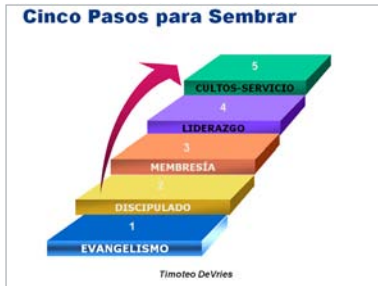 Cinco Pasos para Sembrar
5
CULTOS-SERVICIO
4
LIDERAZGO
3
MEMBRESÍA
2
DISCIPULADO
1
EVANGELISMO
Timoteo DeVries